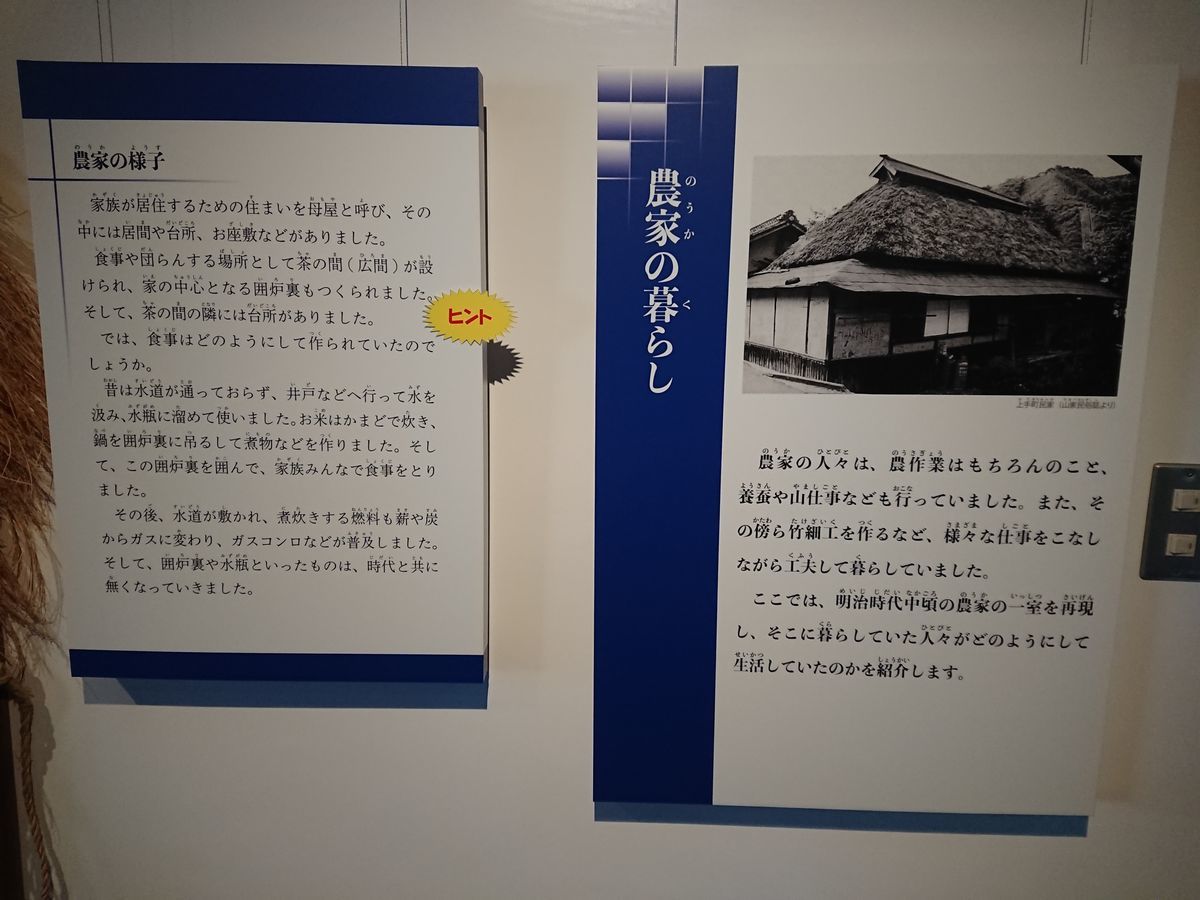 農家の様子
家族が居住するための住まいを母屋と呼び、その
中には居間や台所、お座敷などがありました。
食事や団らんする場所として茶の間(広間)が設
けられ、家の中心となる囲炉裏もつくられました。
そして、茶の間の隣には台所がありました。
では、食事はどのようにして作られていたので
しょうか。
昔は水道が通っておらず、井戸などへ行って水を
汲み、水瓶に溜めて使いました。お米はかまどで炊き、
鍋を囲炉裏に吊るして煮物などを作りました。そし
て、この囲炉裏を囲んで、家族みんなで食事をとり
ました。
その後、水道が敷かれ、煮炊きする燃料も薪や炭
からガスに変わり、ガスコンロなどが普及しました。
そして、囲炉裏や水瓶といったものは、時代と共に
無くなっていきました。
ヒント
農家の暮らし
上手町民家(山家民俗誌より)
農家の人々は、農作業はもちろんのこと、
養蚕や山仕事なども行っていました。また、そ
の傍ら竹細工を作るなど、様々な仕事をこなし
ながら工夫して暮らしていました。
ここでは、明治時代中頃の農家の一室を再現
し、そこに暮らしていた人々がどのようにして
生活していたのかを紹介します。